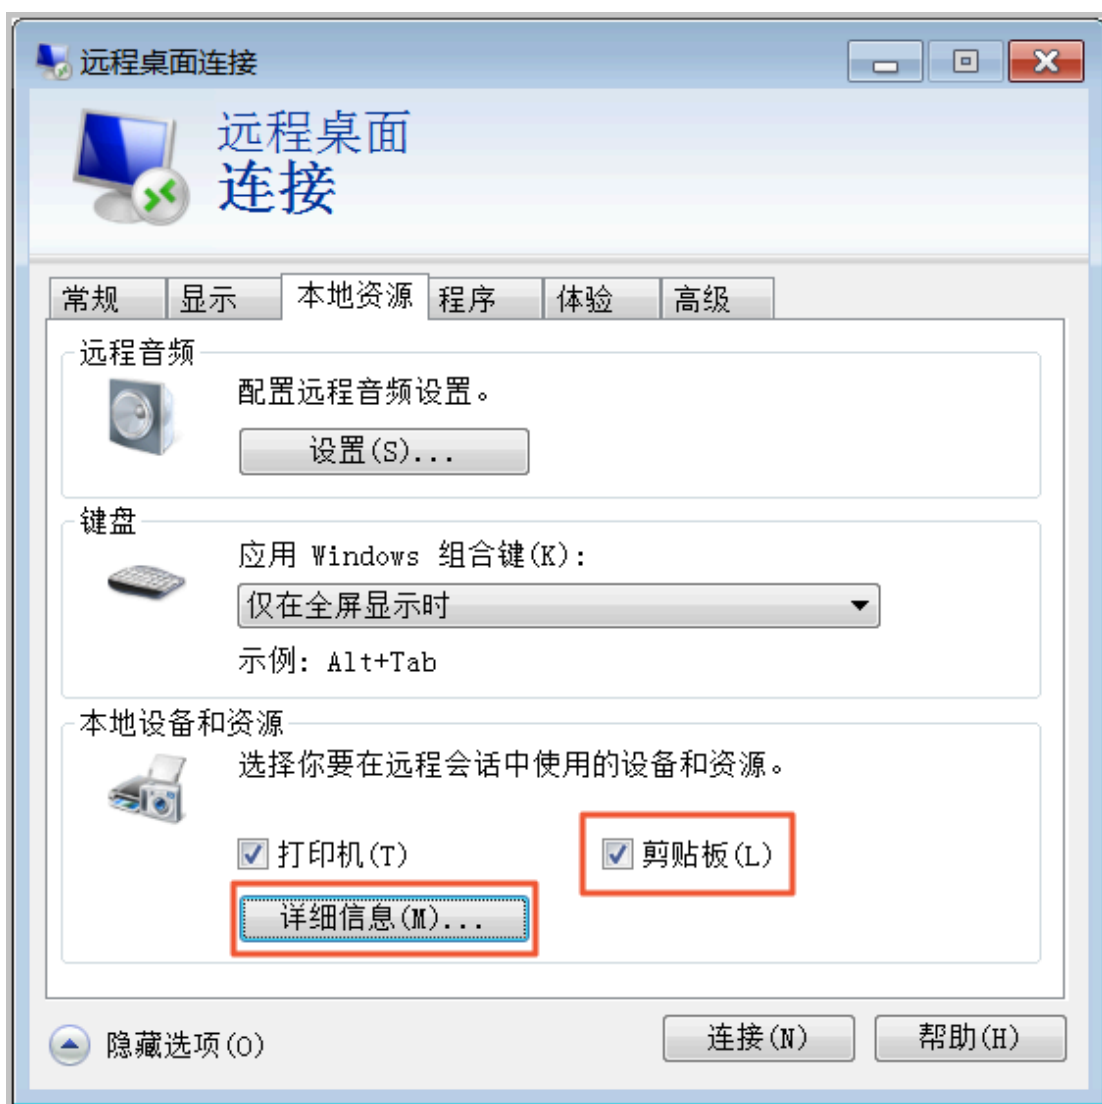 远程桌面连接
远程桌面
连接
常规 显示 本地资源 程序 体验 高级
远程音频
配置远程音频设置。
设置(S)...
键盘
应用 Windows 组合键(K):
仅在全屏显示时
示例: Alt+Tab
本地设备和资源
选择你要在远程会话中使用的设备和资源。
打印机(T) 剪贴板(L)
详细信息(M)...
隐藏选项(O) 连接(N) 帮助(H)